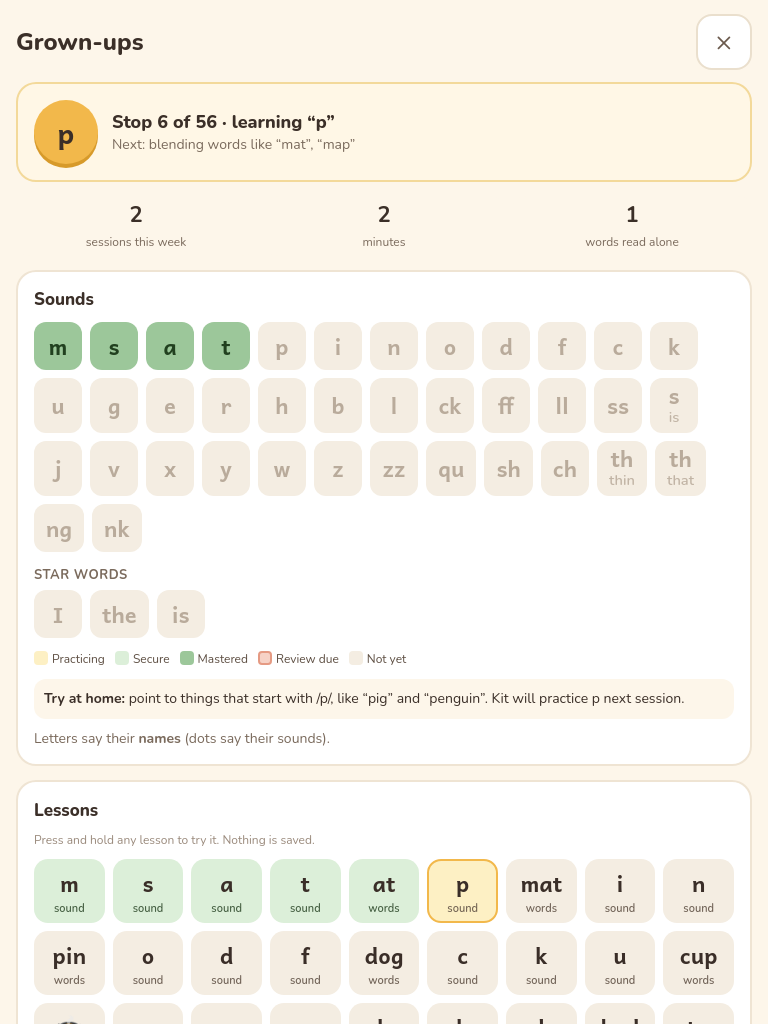 Grown-ups
p
Stop 6 of 56 · learning “p”
Next: blending words like “mat”, “map”
2 2 1
sessions this week minutes words read alone
Sounds
m s a t p i n o d f c k
u g e r h b l ck ff ll ss s
is
j v x y w z zz qu sh ch th th
thin that
ng nk
STAR WORDS
I the is
Practicing Secure Mastered Review due Not yet
Try at home: point to things that start with /p/, like “pig” and “penguin”. Kit will practice p next session.
Letters say their names (dots say their sounds).
Lessons
Press and hold any lesson to try it. Nothing is saved.
m s a t at p mat i n
sound sound sound sound words sound words sound sound
pin o d f dog c k u cup
words sound sound sound words sound sound sound words